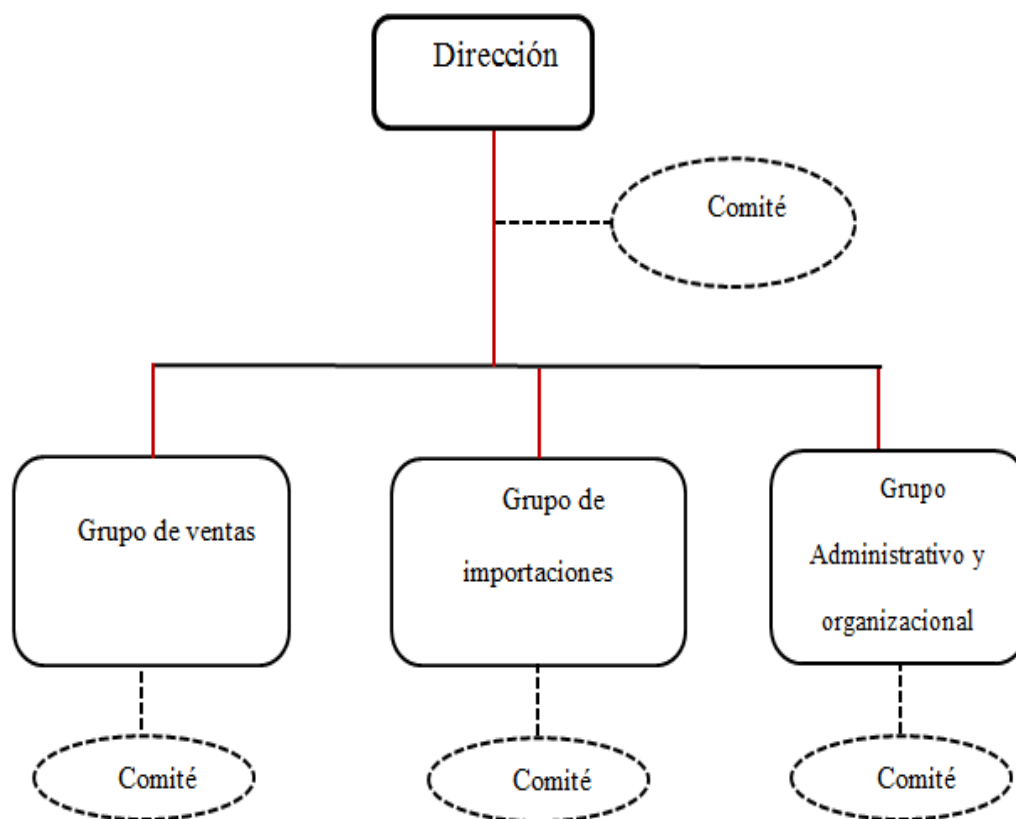 Dirección
Comité
Grupo de ventas
Grupo de
importaciones
Grupo
Administrativo y
organizacional
Comité
Comité
Comité